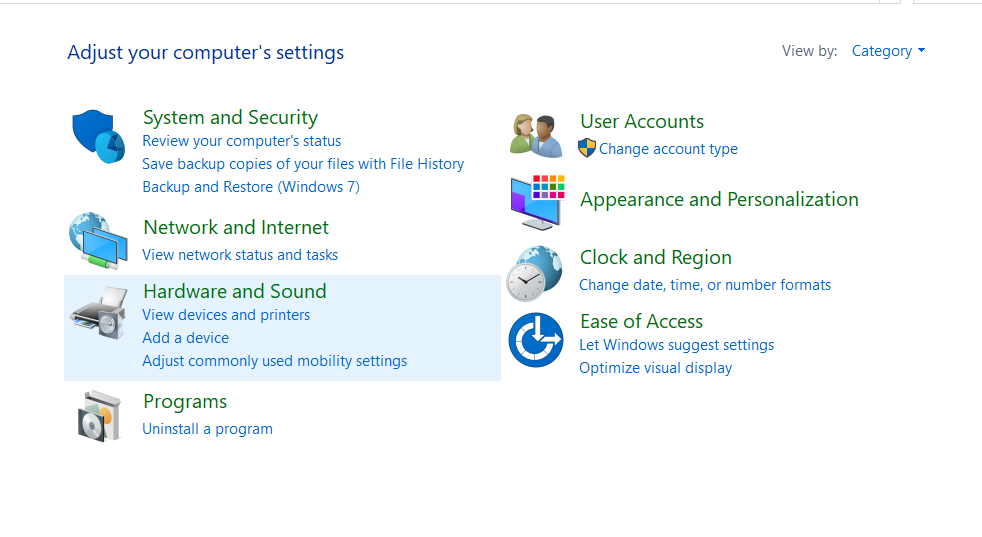 Adjust your computer's settings
View by: Category
System and Security
Review your computer's status
Save backup copies of your files with File History
Backup and Restore (Windows 7)
Network and Internet
View network status and tasks
Hardware and Sound
View devices and printers
Add a device
Adjust commonly used mobility settings
Programs
Uninstall a program
User Accounts
Change account type
Appearance and Personalization
Clock and Region
Change date, time, or number formats
Ease of Access
Let Windows suggest settings
Optimize visual display